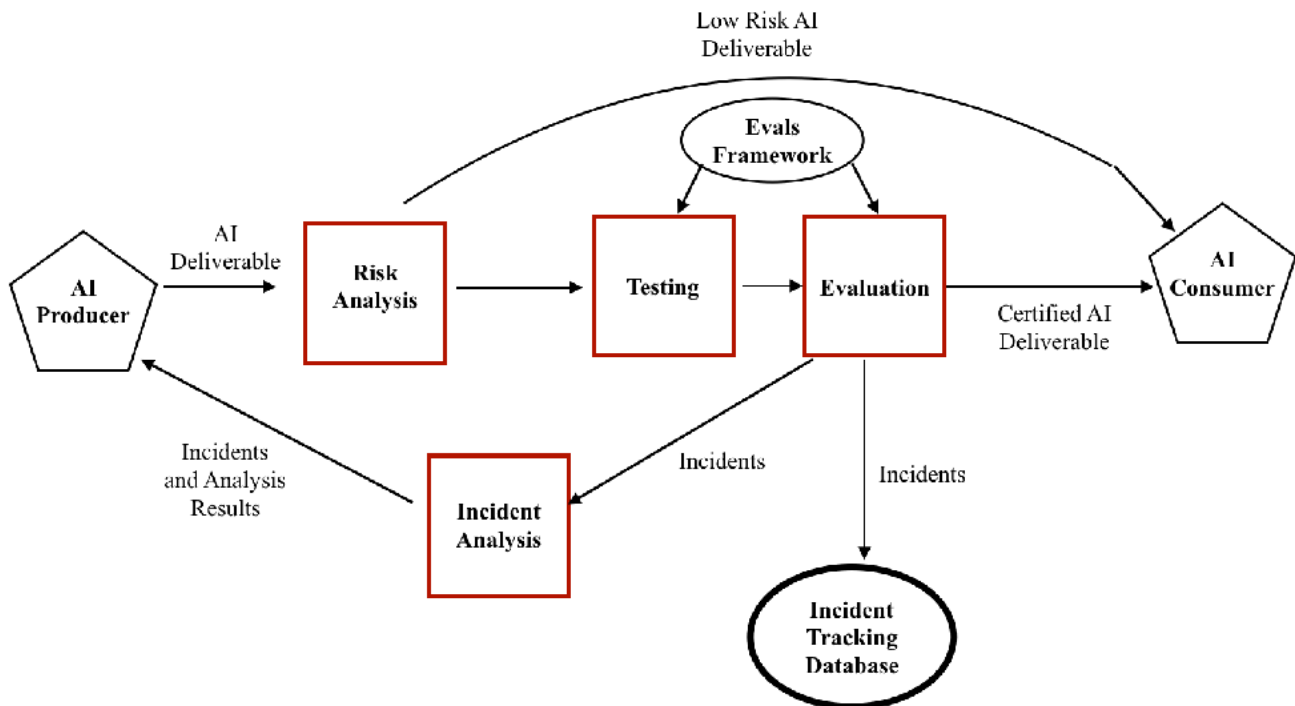 Low Risk AI
Deliverable
Evals
Framework
AI
Deliverable
AI
Producer
Risk
Analysis
Testing
Evaluation
AI
Consumer
Certified AI
Deliverable
Incidents
and Analysis
Results
Incidents
Incidents
Incident
Analysis
Incident
Tracking
Database